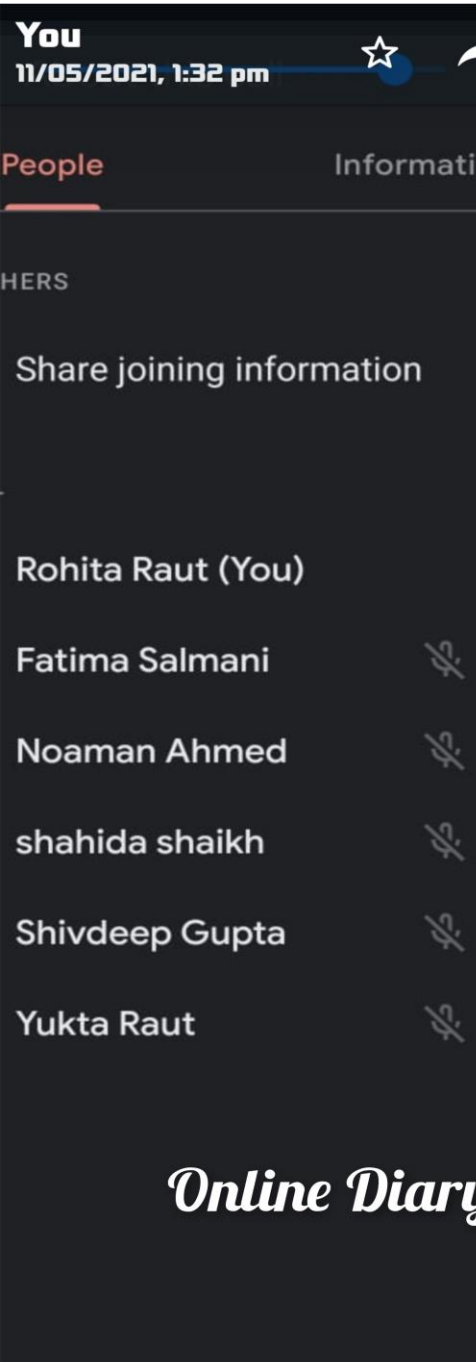 You
11/05/2021, 1:32 pm
People
Informati
HERS
Share joining information
Rohita Raut (You)
Fatima Salmani
Noaman Ahmed
shahida shaikh
Shivdeep Gupta
Yukta Raut
Online Diary